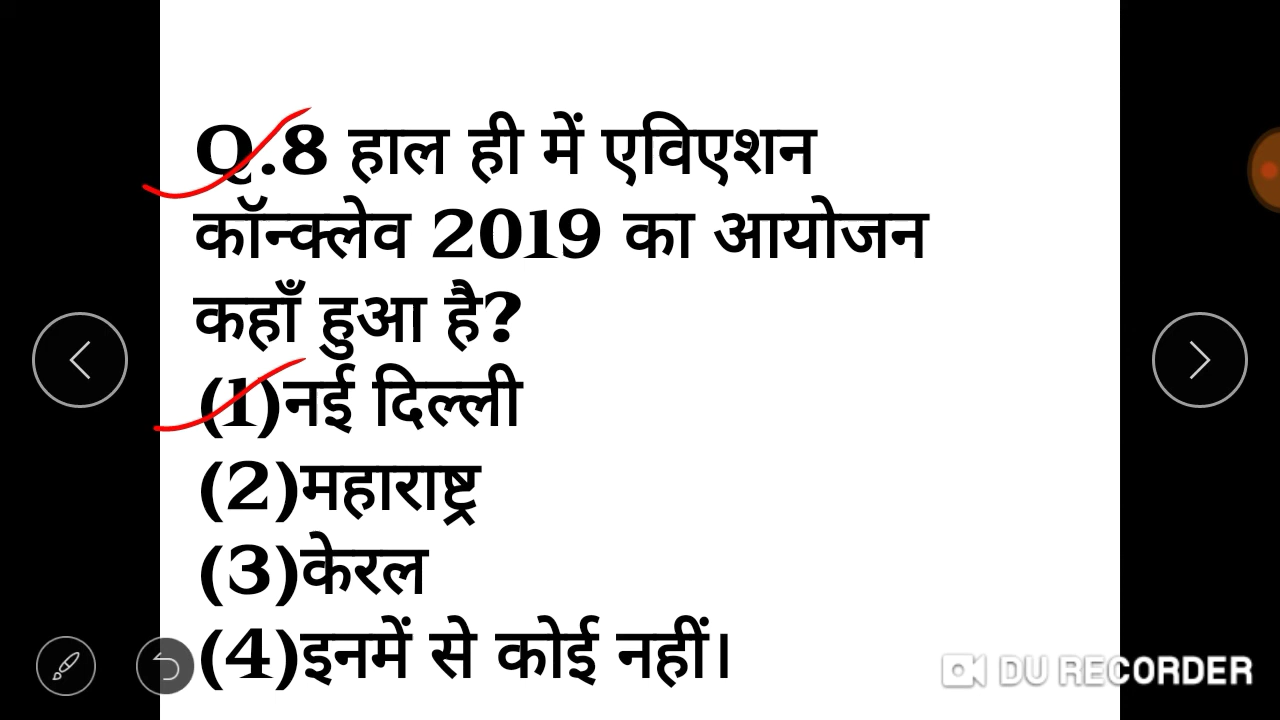 Q.8 हाल ही में एविएशन
कॉन्क्लेव 2019 का आयोजन
कहाँ हुआ है?
(1)नई दिल्ली
(2)महाराष्ट्र
(3)केरल
(4)इनमें से कोई नहीं।
DU RECORDER